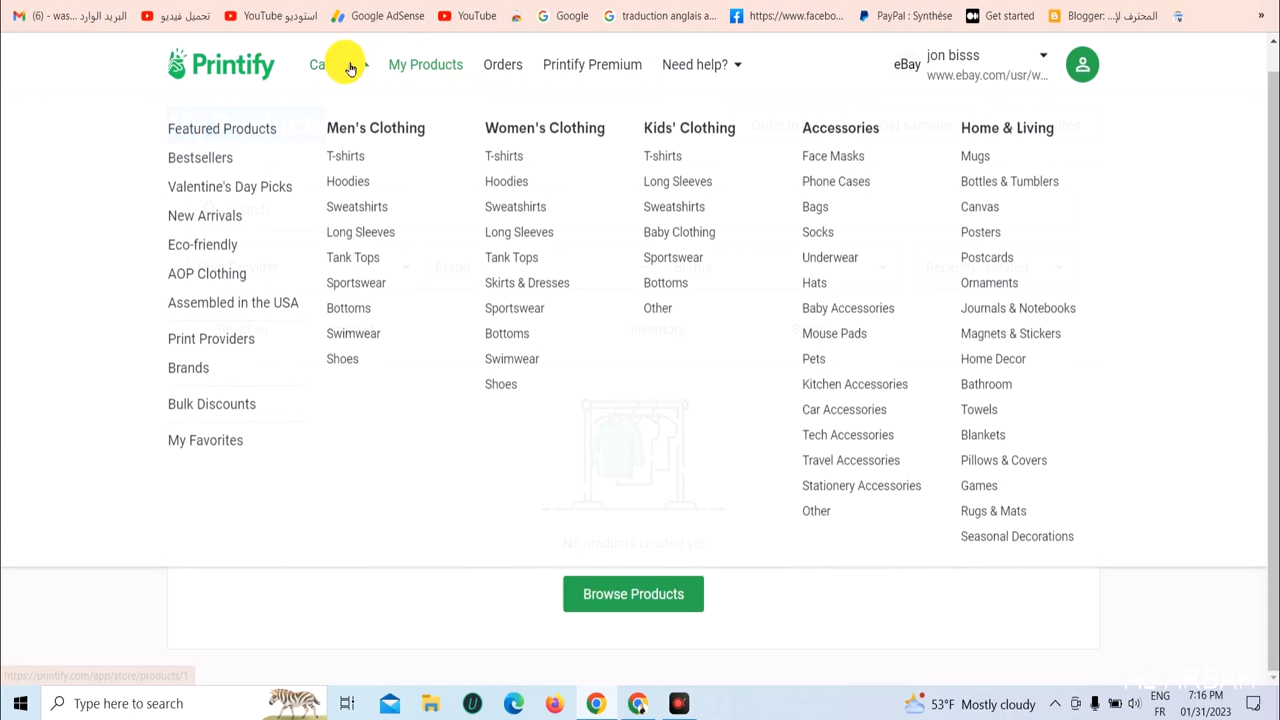 البريد الوارد (6) - was...
تحميل فيديو
YouTube استوديو
Google AdSense
YouTube
Google
traduction anglais a...
https://www.facebo...
PayPal : Synthèse
Get started
Blogger: المحترف لإ...
»
Printify
Ca
My Products
Orders
Printify Premium
Need help?
eBay
jon bisss
www.ebay.com/usr/w...
Featured Products
Bestsellers
Valentine's Day Picks
New Arrivals
Eco-friendly
AOP Clothing
Assembled in the USA
Print Providers
Brands
Bulk Discounts
My Favorites
Men's Clothing
T-shirts
Hoodies
Sweatshirts
Long Sleeves
Tank Tops
Sportswear
Bottoms
Swimwear
Shoes
Women's Clothing
T-shirts
Hoodies
Sweatshirts
Long Sleeves
Tank Tops
Skirts & Dresses
Sportswear
Bottoms
Swimwear
Shoes
Kids' Clothing
T-shirts
Long Sleeves
Sweatshirts
Baby Clothing
Sportswear
Bottoms
Other
Accessories
Face Masks
Phone Cases
Bags
Socks
Underwear
Hats
Baby Accessories
Mouse Pads
Pets
Kitchen Accessories
Car Accessories
Tech Accessories
Travel Accessories
Stationery Accessories
Other
Home & Living
Mugs
Bottles & Tumblers
Canvas
Posters
Postcards
Ornaments
Journals & Notebooks
Magnets & Stickers
Home Decor
Bathroom
Towels
Blankets
Pillows & Covers
Games
Rugs & Mats
Seasonal Decorations
Brand
Status
Inventory
No products created yet
Browse Products
https://printify.com/app/store/products/1
Type here to search
53°F Mostly cloudy
ENG
FR
7:16 PM
01/31/2023